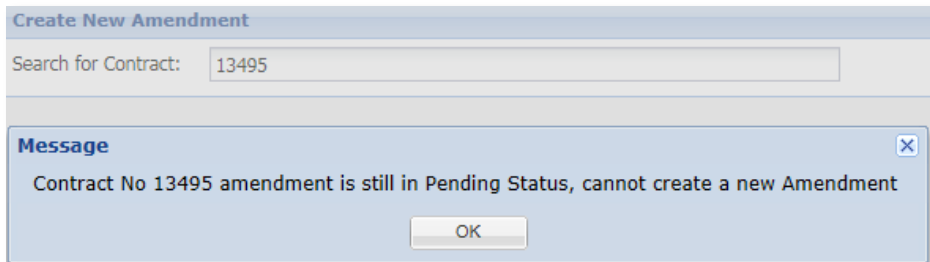 Create New Amendment
Search for Contract: 13495
Message
Contract No 13495 amendment is still in Pending Status, cannot create a new Amendment
OK